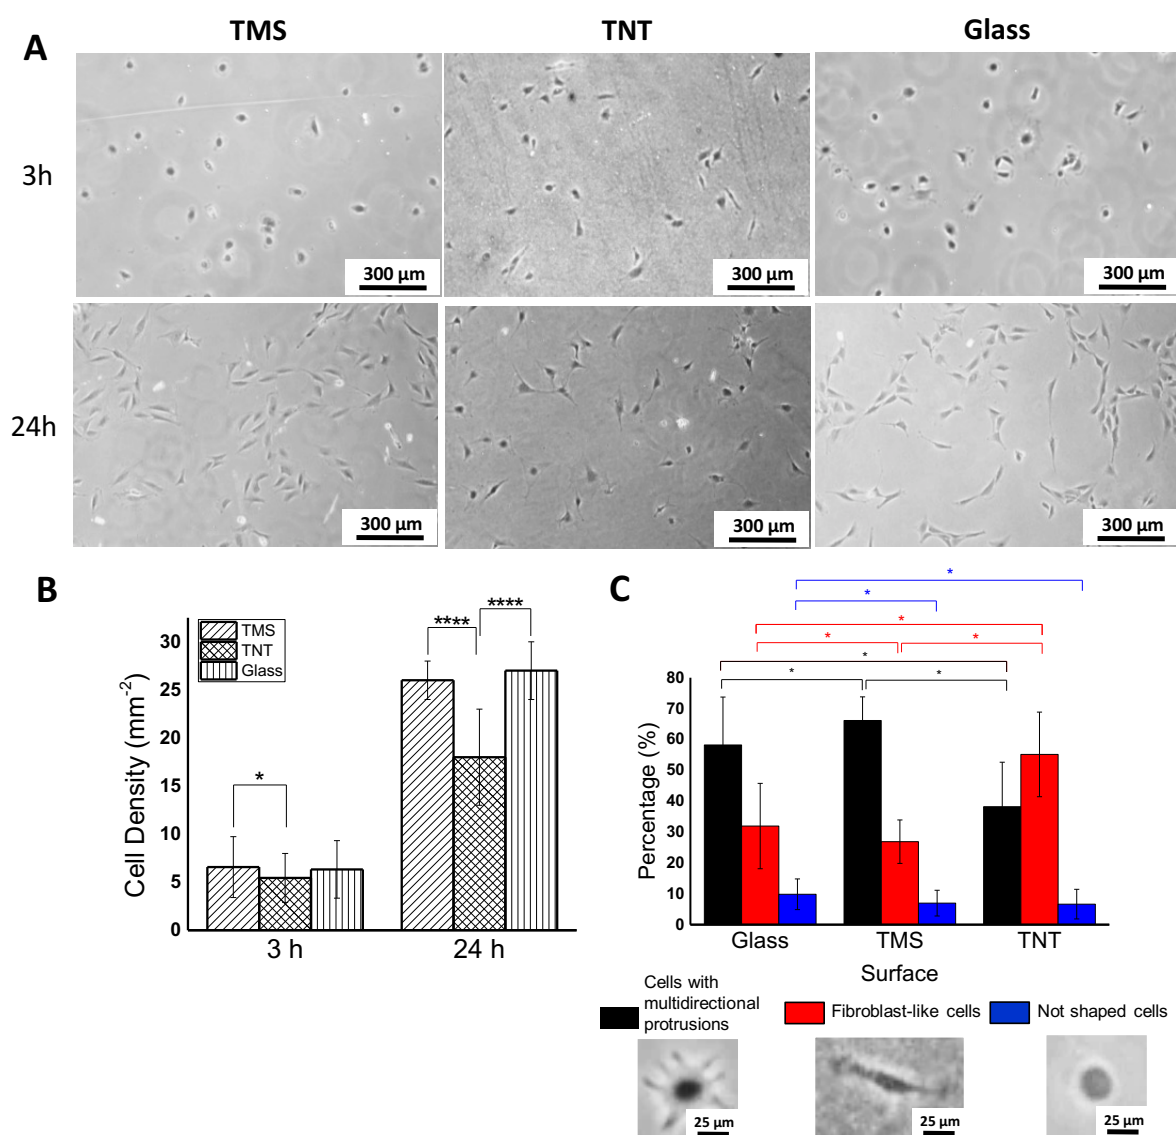 A
TMS
TNT
Glass
3h
300 µm
300 µm
300 µm
24h
300 µm
300 µm
300 µm
B
Cell Density (mm⁻²)
30
25
20
15
10
5
0
TMS
TNT
Glass
*
****
****
3 h
24 h
C
*
*
*
*
*
*
*
*
Percentage (%)
80
70
60
50
40
30
20
10
0
Glass
TMS
TNT
Surface
Cells with
multidirectional
protrusions
Fibroblast-like cells
Not shaped cells
25 µm
25 µm
25 µm